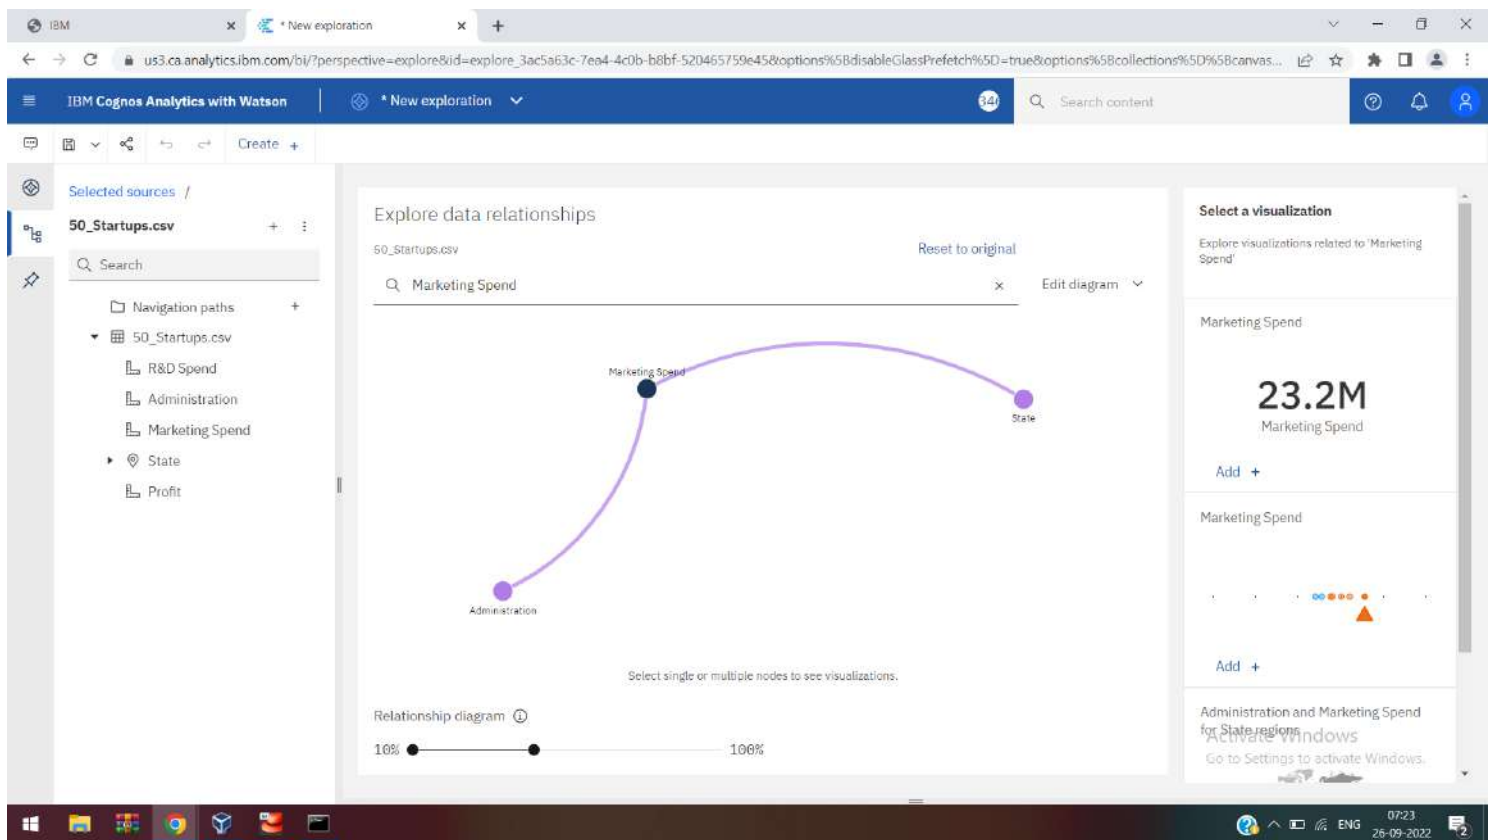 IBM
* New exploration
us3.ca.analytics.ibm.com/bi/?perspective=explore&id=explore_3ac5a63c-7ea4-4c0b-b8bf-520465759e45&options%5BdisableGlassPrefetch%5D=true&options%5Bcollections%5D%5Bcanvas...
IBM Cognos Analytics with Watson
* New exploration
Search content
Create +
Selected sources /
50_Startups.csv
Search
Navigation paths
50_Startups.csv
R&D Spend
Administration
Marketing Spend
State
Profit
Explore data relationships
50_Startups.csv
Reset to original
Marketing Spend
Edit diagram
Marketing Spend
State
Administration
Select single or multiple nodes to see visualizations.
Relationship diagram
10%
100%
Select a visualization
Explore visualizations related to 'Marketing
Spend'
Marketing Spend
23.2M
Marketing Spend
Add +
Marketing Spend
Add +
Administration and Marketing Spend
for State regions
Activate Windows
Go to Settings to activate Windows.
ENG
07:23
26-09-2022
2